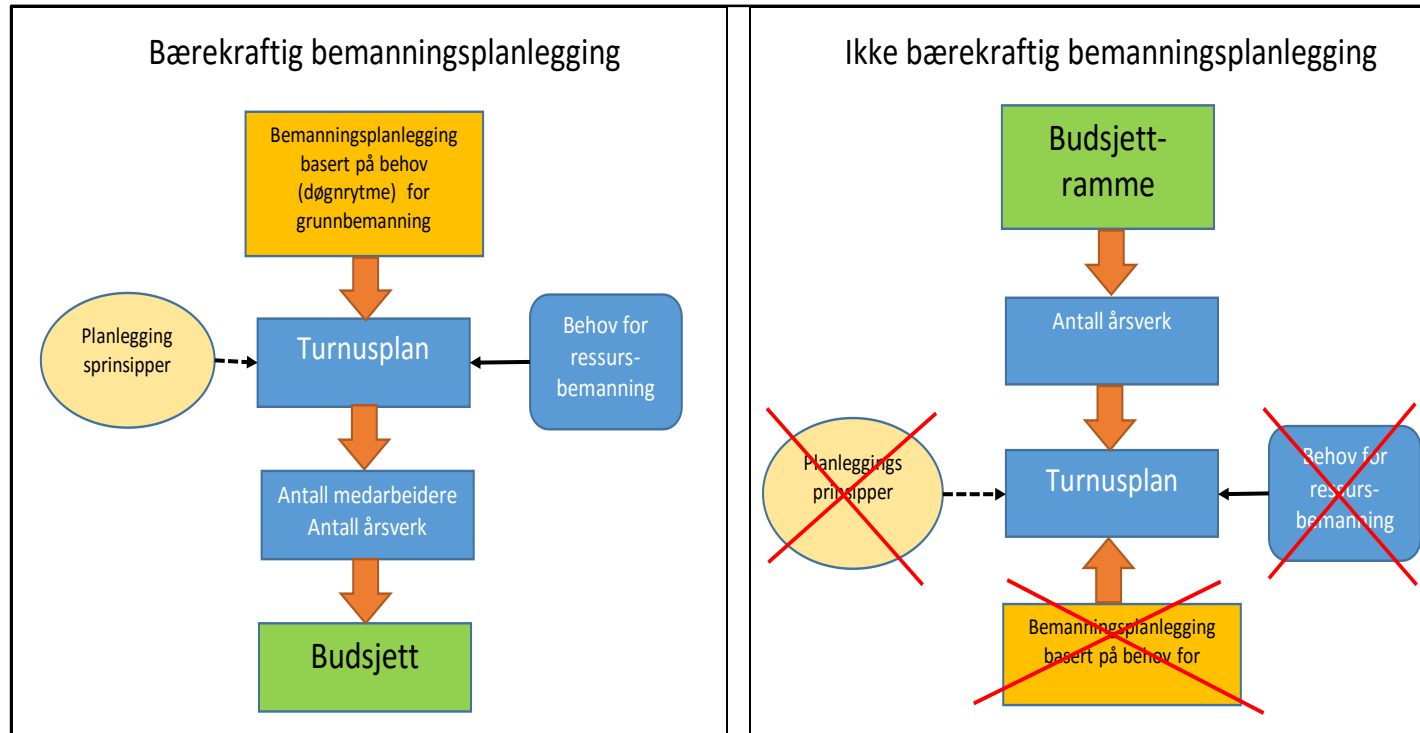 Bærekraftig bemanningsplanlegging
Bemanningsplanlegging
basert på behov
(døgnrytme) for
grunnbemanning
Planlegging
sprinsipper
Turnusplan
Behov for
ressurs-
bemanning
Antall medarbeidere
Antall årsverk
Budsjett
Ikke bærekraftig bemanningsplanlegging
Budsjett-
ramme
Antall årsverk
Planleggings
prinsipper
Turnusplan
Behov for
ressurs-
bemanning
Bemanningsplanlegging
basert på behov for